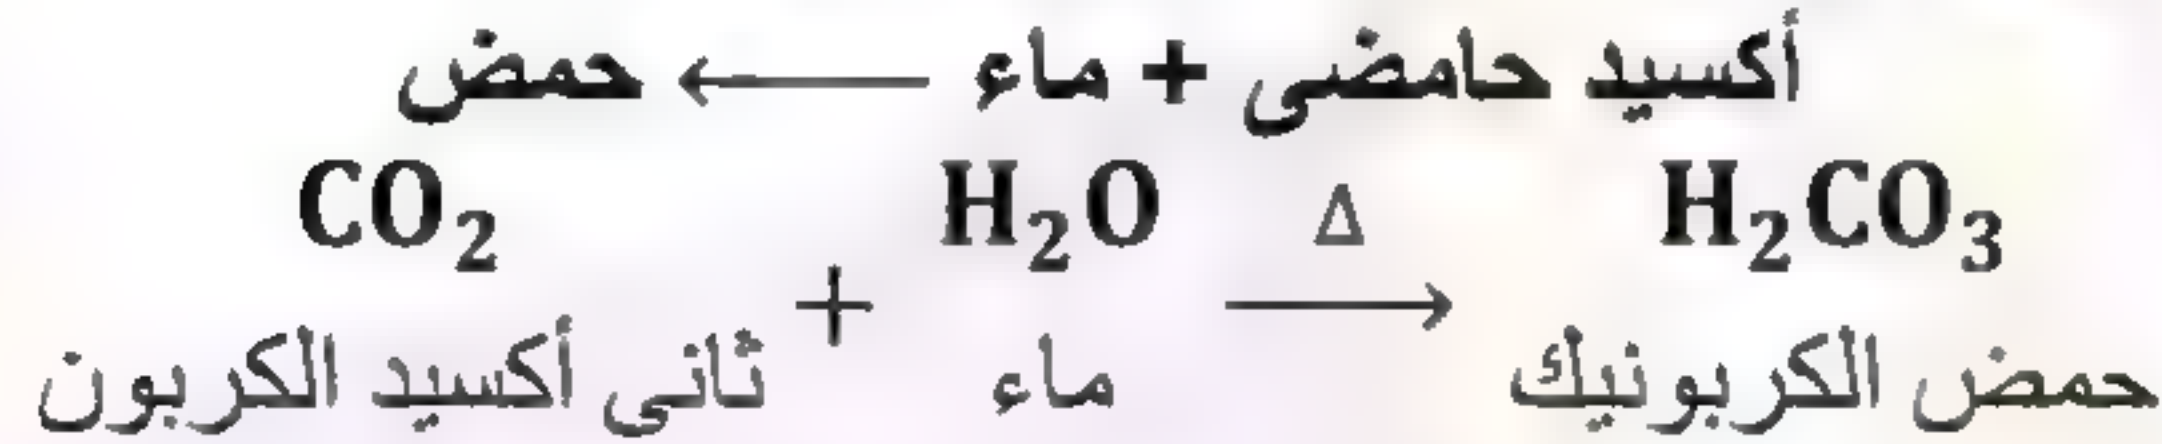 أكسيد حامضى + ماء ⟵ حمض
CO₂ + H₂O Δ⟶ H₂CO₃
ثانى أكسيد الكربون ماء حمض الكربونيك